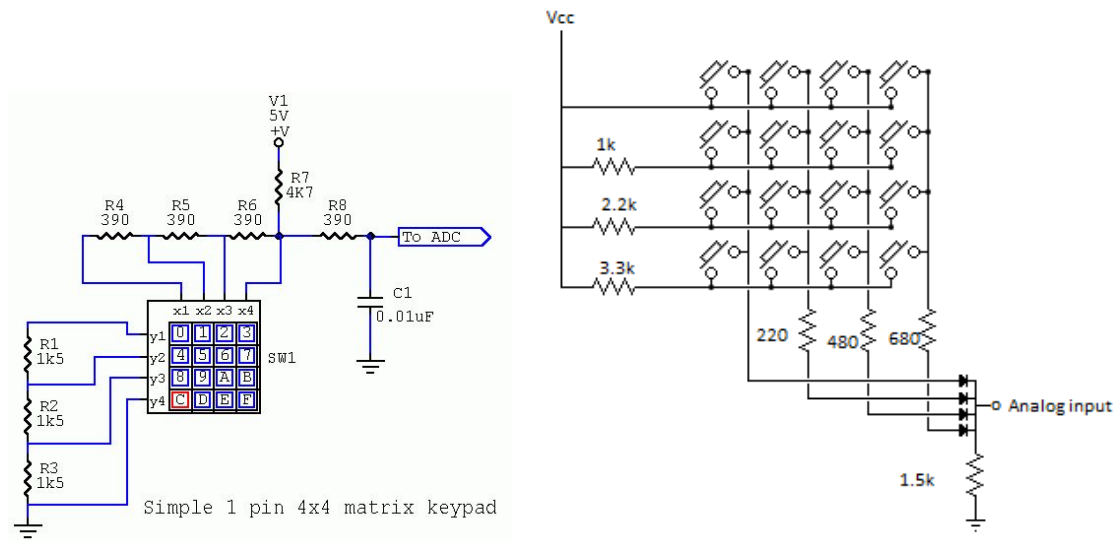 V1
5V
+V
R7
4K7
R4
390
R5
390
R6
390
R8
390
To ADC
C1
0.01uF
x1 x2 x3 x4
y1
y2
y3
y4
0 1 2 3
4 5 6 7
8 9 A B
C D E F
SW1
R1
1k5
R2
1k5
R3
1k5
Simple 1 pin 4x4 matrix keypad
Vcc
1k
2.2k
3.3k
220 480 680
Analog input
1.5k